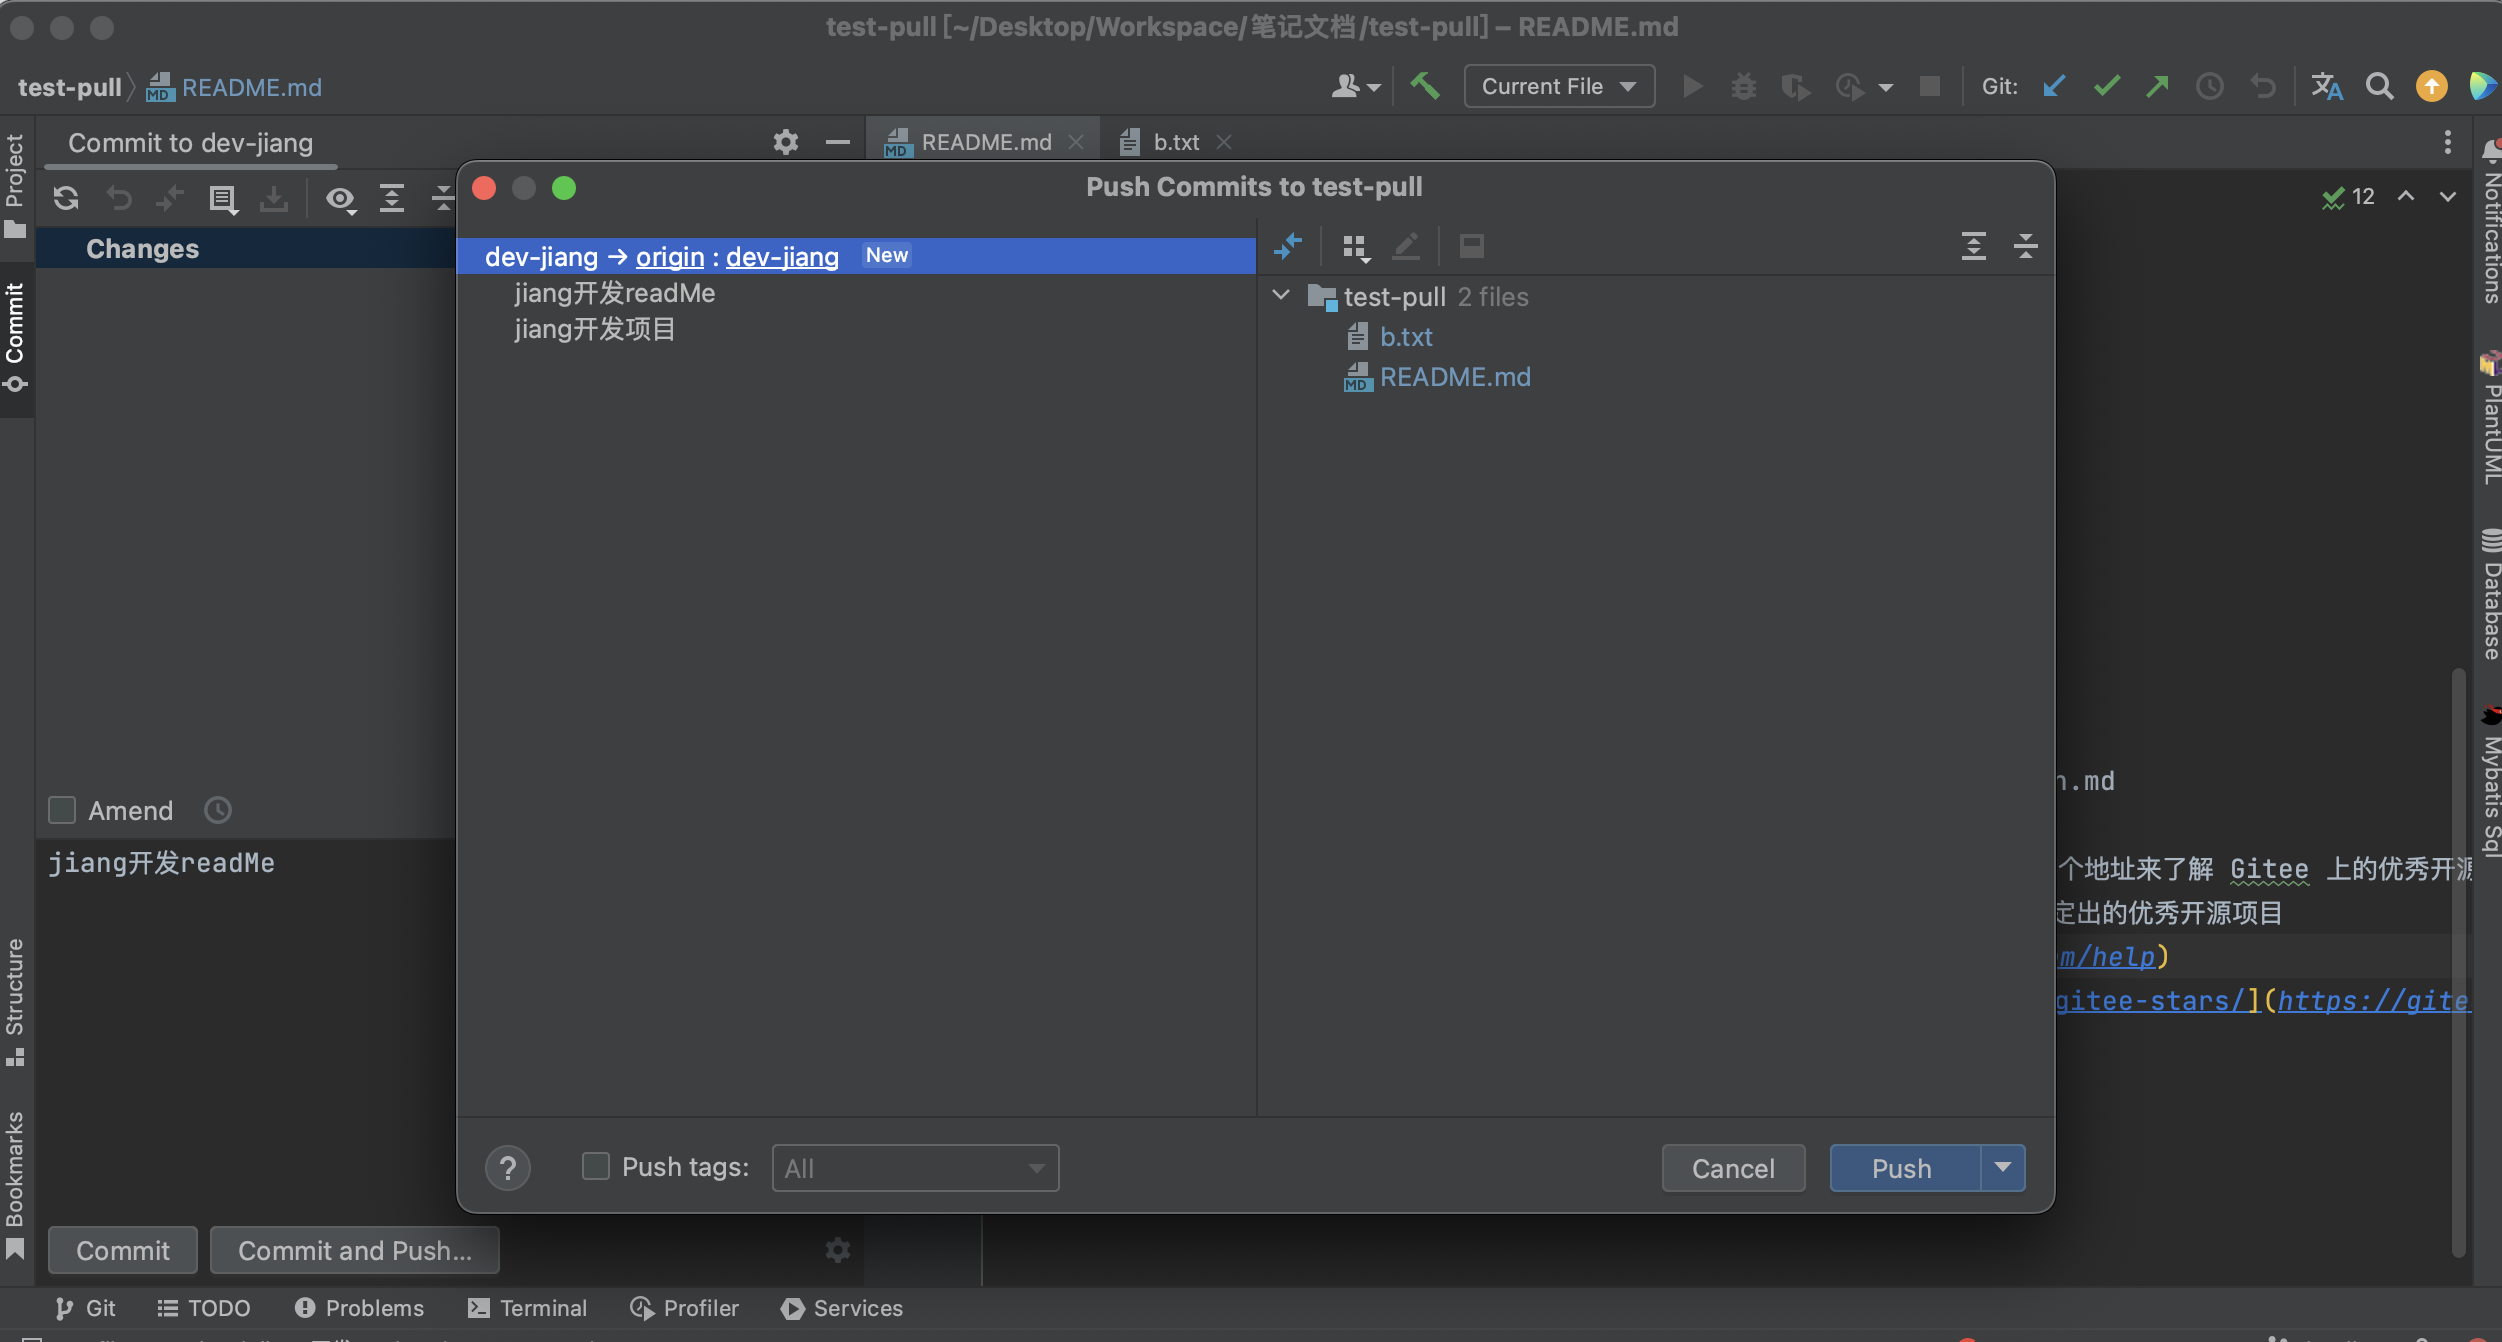 test-pull [~/Desktop/Workspace/笔记文档/test-pull] – README.md
test-pull
README.md
Current File
Git:
Commit to dev-jiang
README.md
b.txt
Project
Commit
Structure
Bookmarks
Changes
12
Push Commits to test-pull
dev-jiang → origin : dev-jiang New
jiang开发readMe
jiang开发项目
test-pull 2 files
b.txt
MD README.md
Notifications
PlantUML
Database
Mybatis Sql
.md
Amend
jiang开发readMe
个地址来了解 Gitee 上的优秀开源
定出的优秀开源项目
m/help)
gitee-stars/](https://gite
? Push tags: All
Cancel
Push
Commit
Commit and Push...
Git
TODO
Problems
Terminal
Profiler
Services